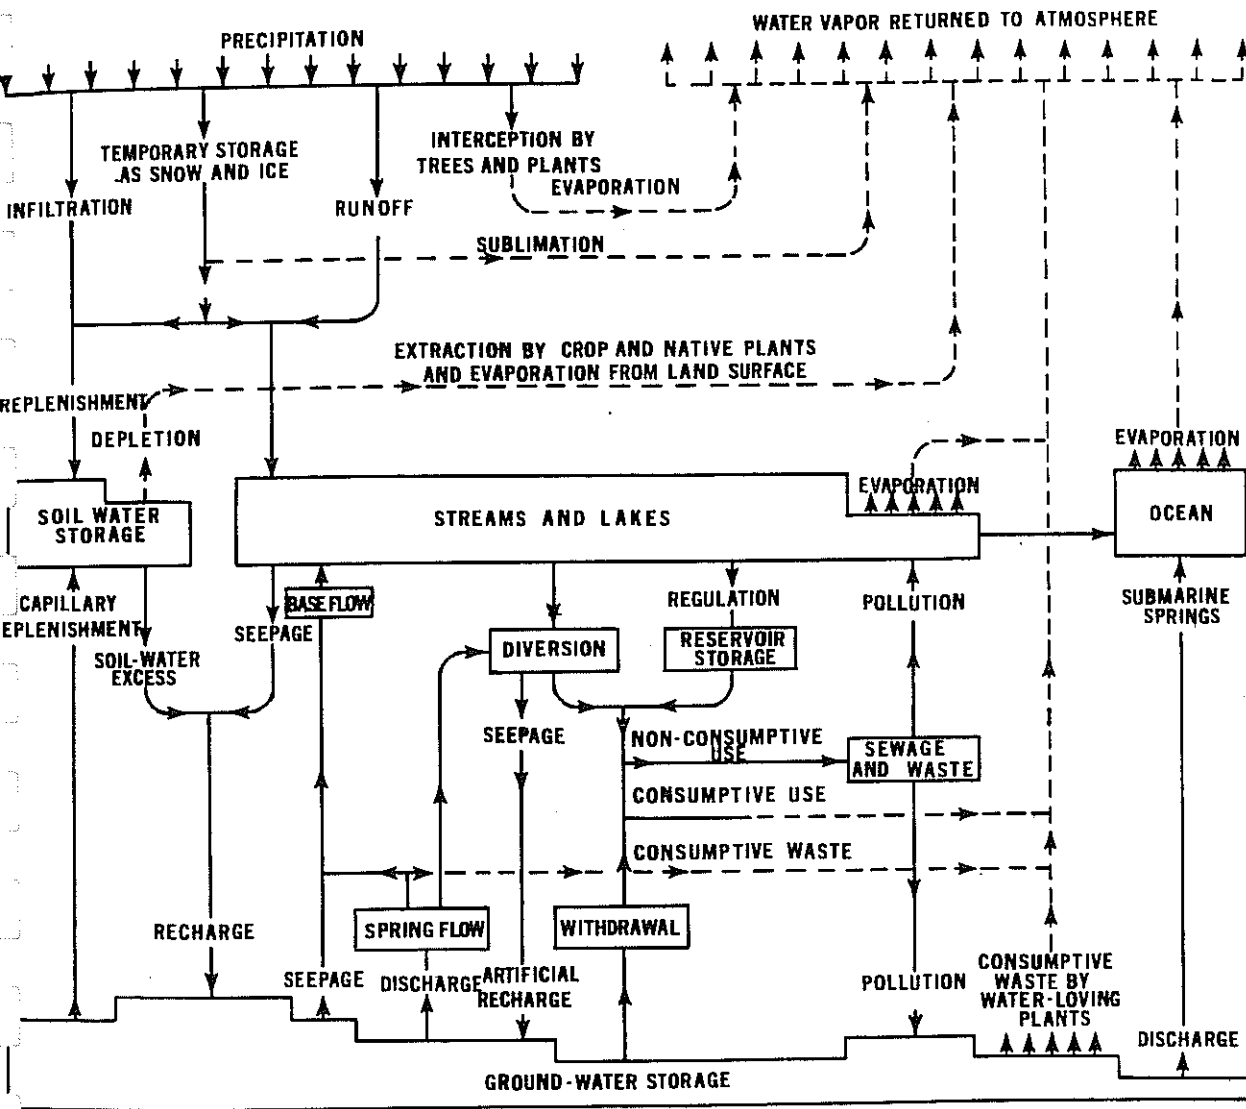 WATER VAPOR RETURNED TO ATMOSPHERE
PRECIPITATION
TEMPORARY STORAGE
AS SNOW AND ICE
INTERCEPTION BY
TREES AND PLANTS
EVAPORATION
INFILTRATION
RUNOFF
SUBLIMATION
EXTRACTION BY CROP AND NATIVE PLANTS
AND EVAPORATION FROM LAND SURFACE
REPLENISHMENT
DEPLETION
EVAPORATION
EVAPORATION
SOIL WATER
STORAGE
STREAMS AND LAKES
OCEAN
CAPILLARY
EPLENISHMENT
SEEPAGE
BASE FLOW
REGULATION
POLLUTION
SUBMARINE
SPRINGS
SOIL-WATER
EXCESS
DIVERSION
RESERVOIR
STORAGE
SEEPAGE
NON-CONSUMPTIVE
USE
SEWAGE
AND WASTE
CONSUMPTIVE USE
CONSUMPTIVE WASTE
RECHARGE
SPRING FLOW
WITHDRAWAL
SEEPAGE
DISCHARGE
ARTIFICIAL
RECHARGE
POLLUTION
CONSUMPTIVE
WASTE BY
WATER-LOVING
PLANTS
DISCHARGE
GROUND-WATER STORAGE